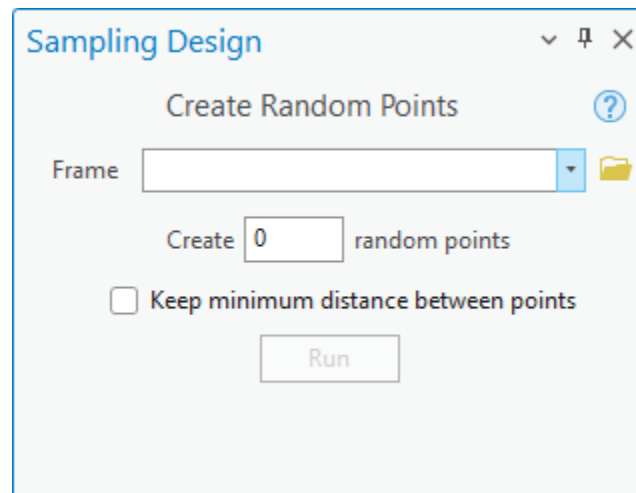 Sampling Design
Create Random Points
Frame
Create 0 random points
Keep minimum distance between points
Run